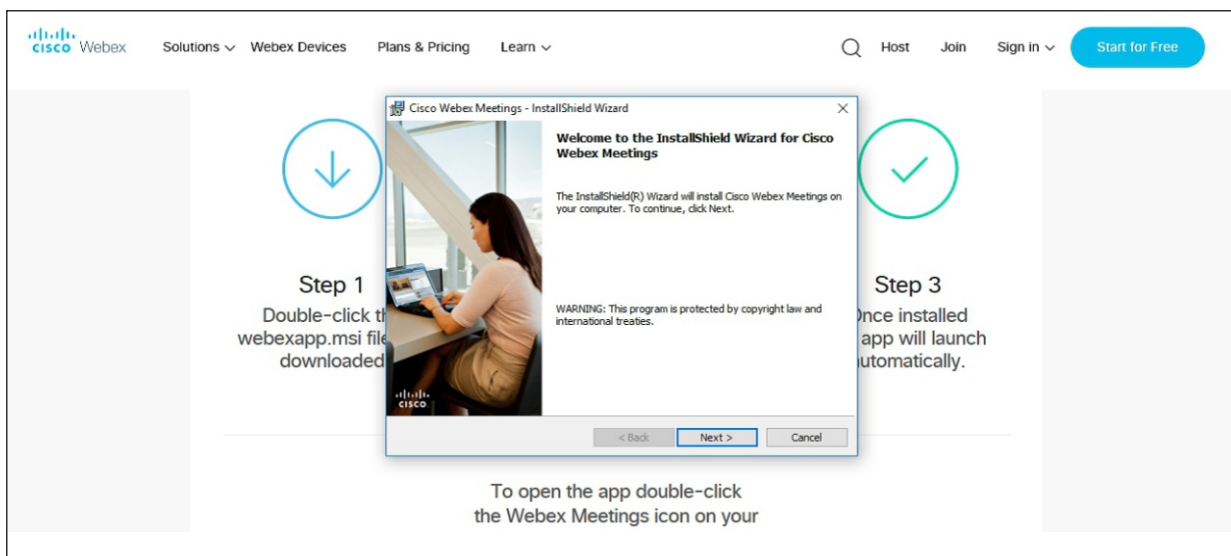 CISCO Webex Solutions Webex Devices Plans & Pricing Learn Host Join Sign in Start for Free
Cisco Webex Meetings - InstallShield Wizard
Welcome to the InstallShield Wizard for Cisco
Webex Meetings
The InstallShield(R) Wizard will install Cisco Webex Meetings on
your computer. To continue, click Next.
WARNING: This program is protected by copyright law and
international treaties.
CISCO
< Back Next > Cancel
Step 1
Double-click
webexapp.msi
downloaded
Step 3
installed
app will launch
To open the app double-click
the Webex Meetings icon on your